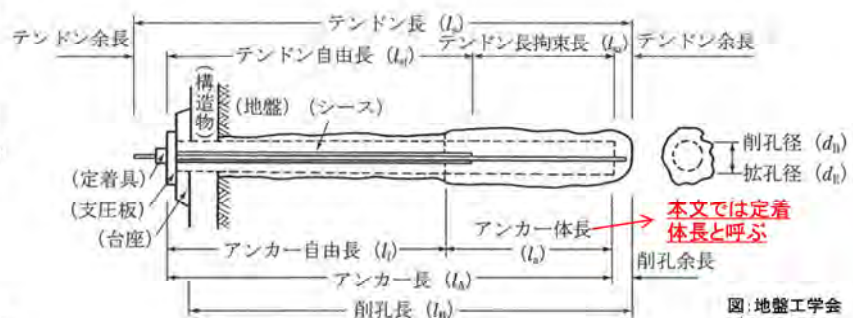 テンドン長 (ls)
テンドン余長
テンドン自由長 (lsf)
テンドン長拘束長 (lsa)
テンドン余長
(構造物)
(地盤)
(シース)
(定着具)
(支圧板)
(台座)
削孔径 (dB)
拡孔径 (dE)
アンカー体長
(la)
本文では定着
体長と呼ぶ
アンカー自由長 (lf)
アンカー長 (lA)
削孔余長
削孔長 (lB)
図:地盤工学会